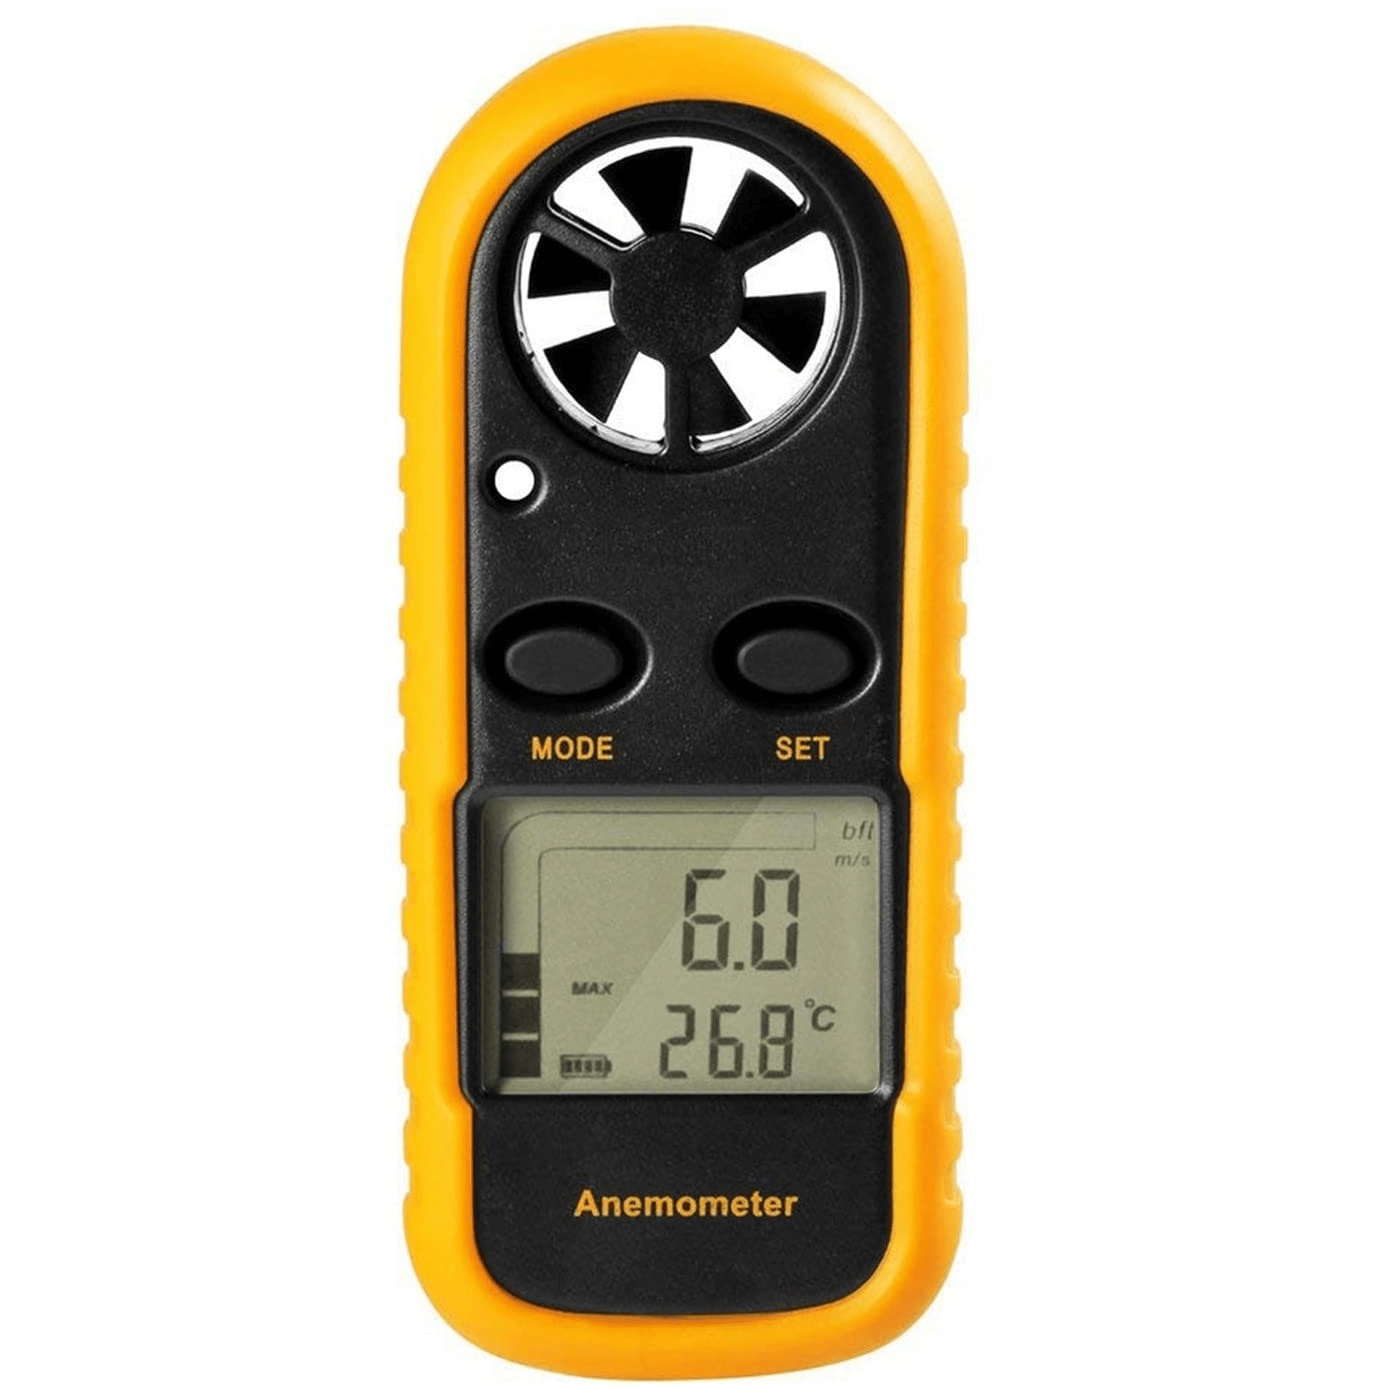 MODE SET
bft
m/s
6.0
MAX
26.8 °C
Anemometer